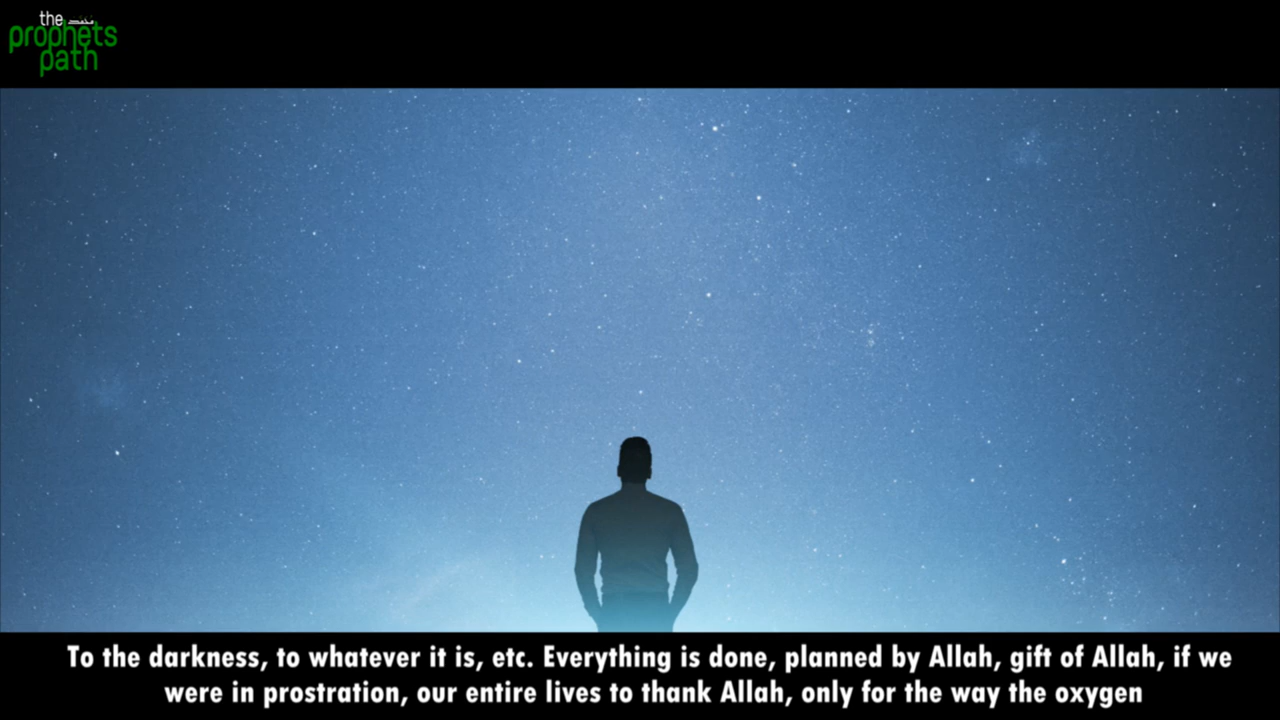 the محمد
prophets
path
To the darkness, to whatever it is, etc. Everything is done, planned by Allah, gift of Allah, if we
were in prostration, our entire lives to thank Allah, only for the way the oxygen